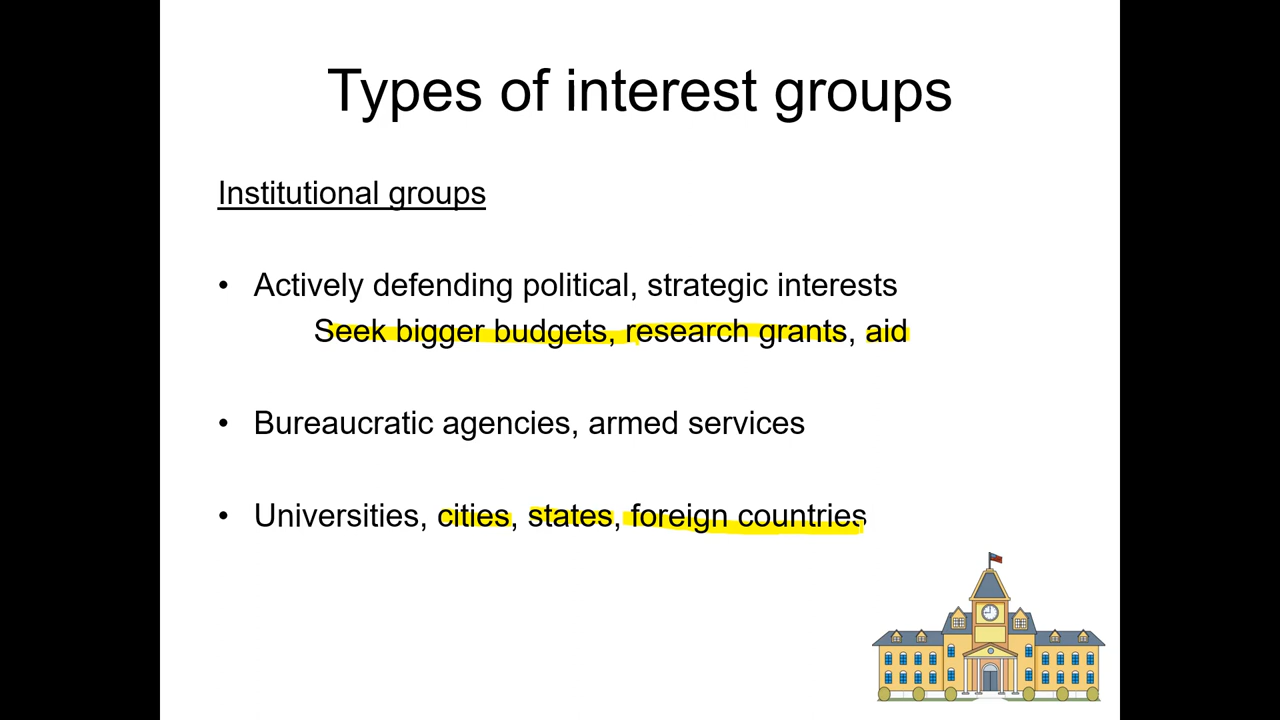 Types of interest groups
Institutional groups
• Actively defending political, strategic interests
Seek bigger budgets, research grants, aid
• Bureaucratic agencies, armed services
• Universities, cities, states, foreign countries